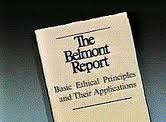 The
Belmont
Report
Basic Ethical Principles
and Their Applications